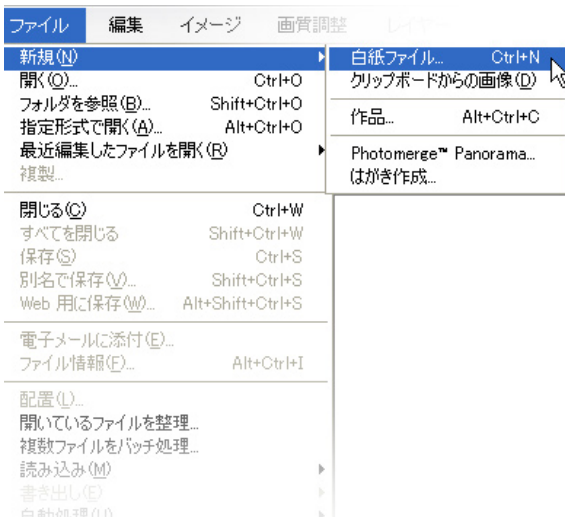 ファイル 編集 イメージ 画質調整 レイヤー
新規(N)
開く(O)... Ctrl+O
フォルダを参照(B)... Shift+Ctrl+O
指定形式で開く(A)... Alt+Ctrl+O
最近編集したファイルを開く(R)
複製...
閉じる(C) Ctrl+W
すべてを閉じる Shift+Ctrl+W
保存(S) Ctrl+S
別名で保存(V)... Shift+Ctrl+S
Web 用に保存(W)... Alt+Shift+Ctrl+S
電子メールに添付(E)...
ファイル情報(F)... Alt+Ctrl+I
配置(L)...
開いているファイルを整理...
複数ファイルをバッチ処理...
読み込み(M)
書き出し(E)
自動処理(U)
白紙ファイル... Ctrl+N
クリップボードからの画像(D)
作品... Alt+Ctrl+C
Photomerge™ Panorama...
はがき作成...